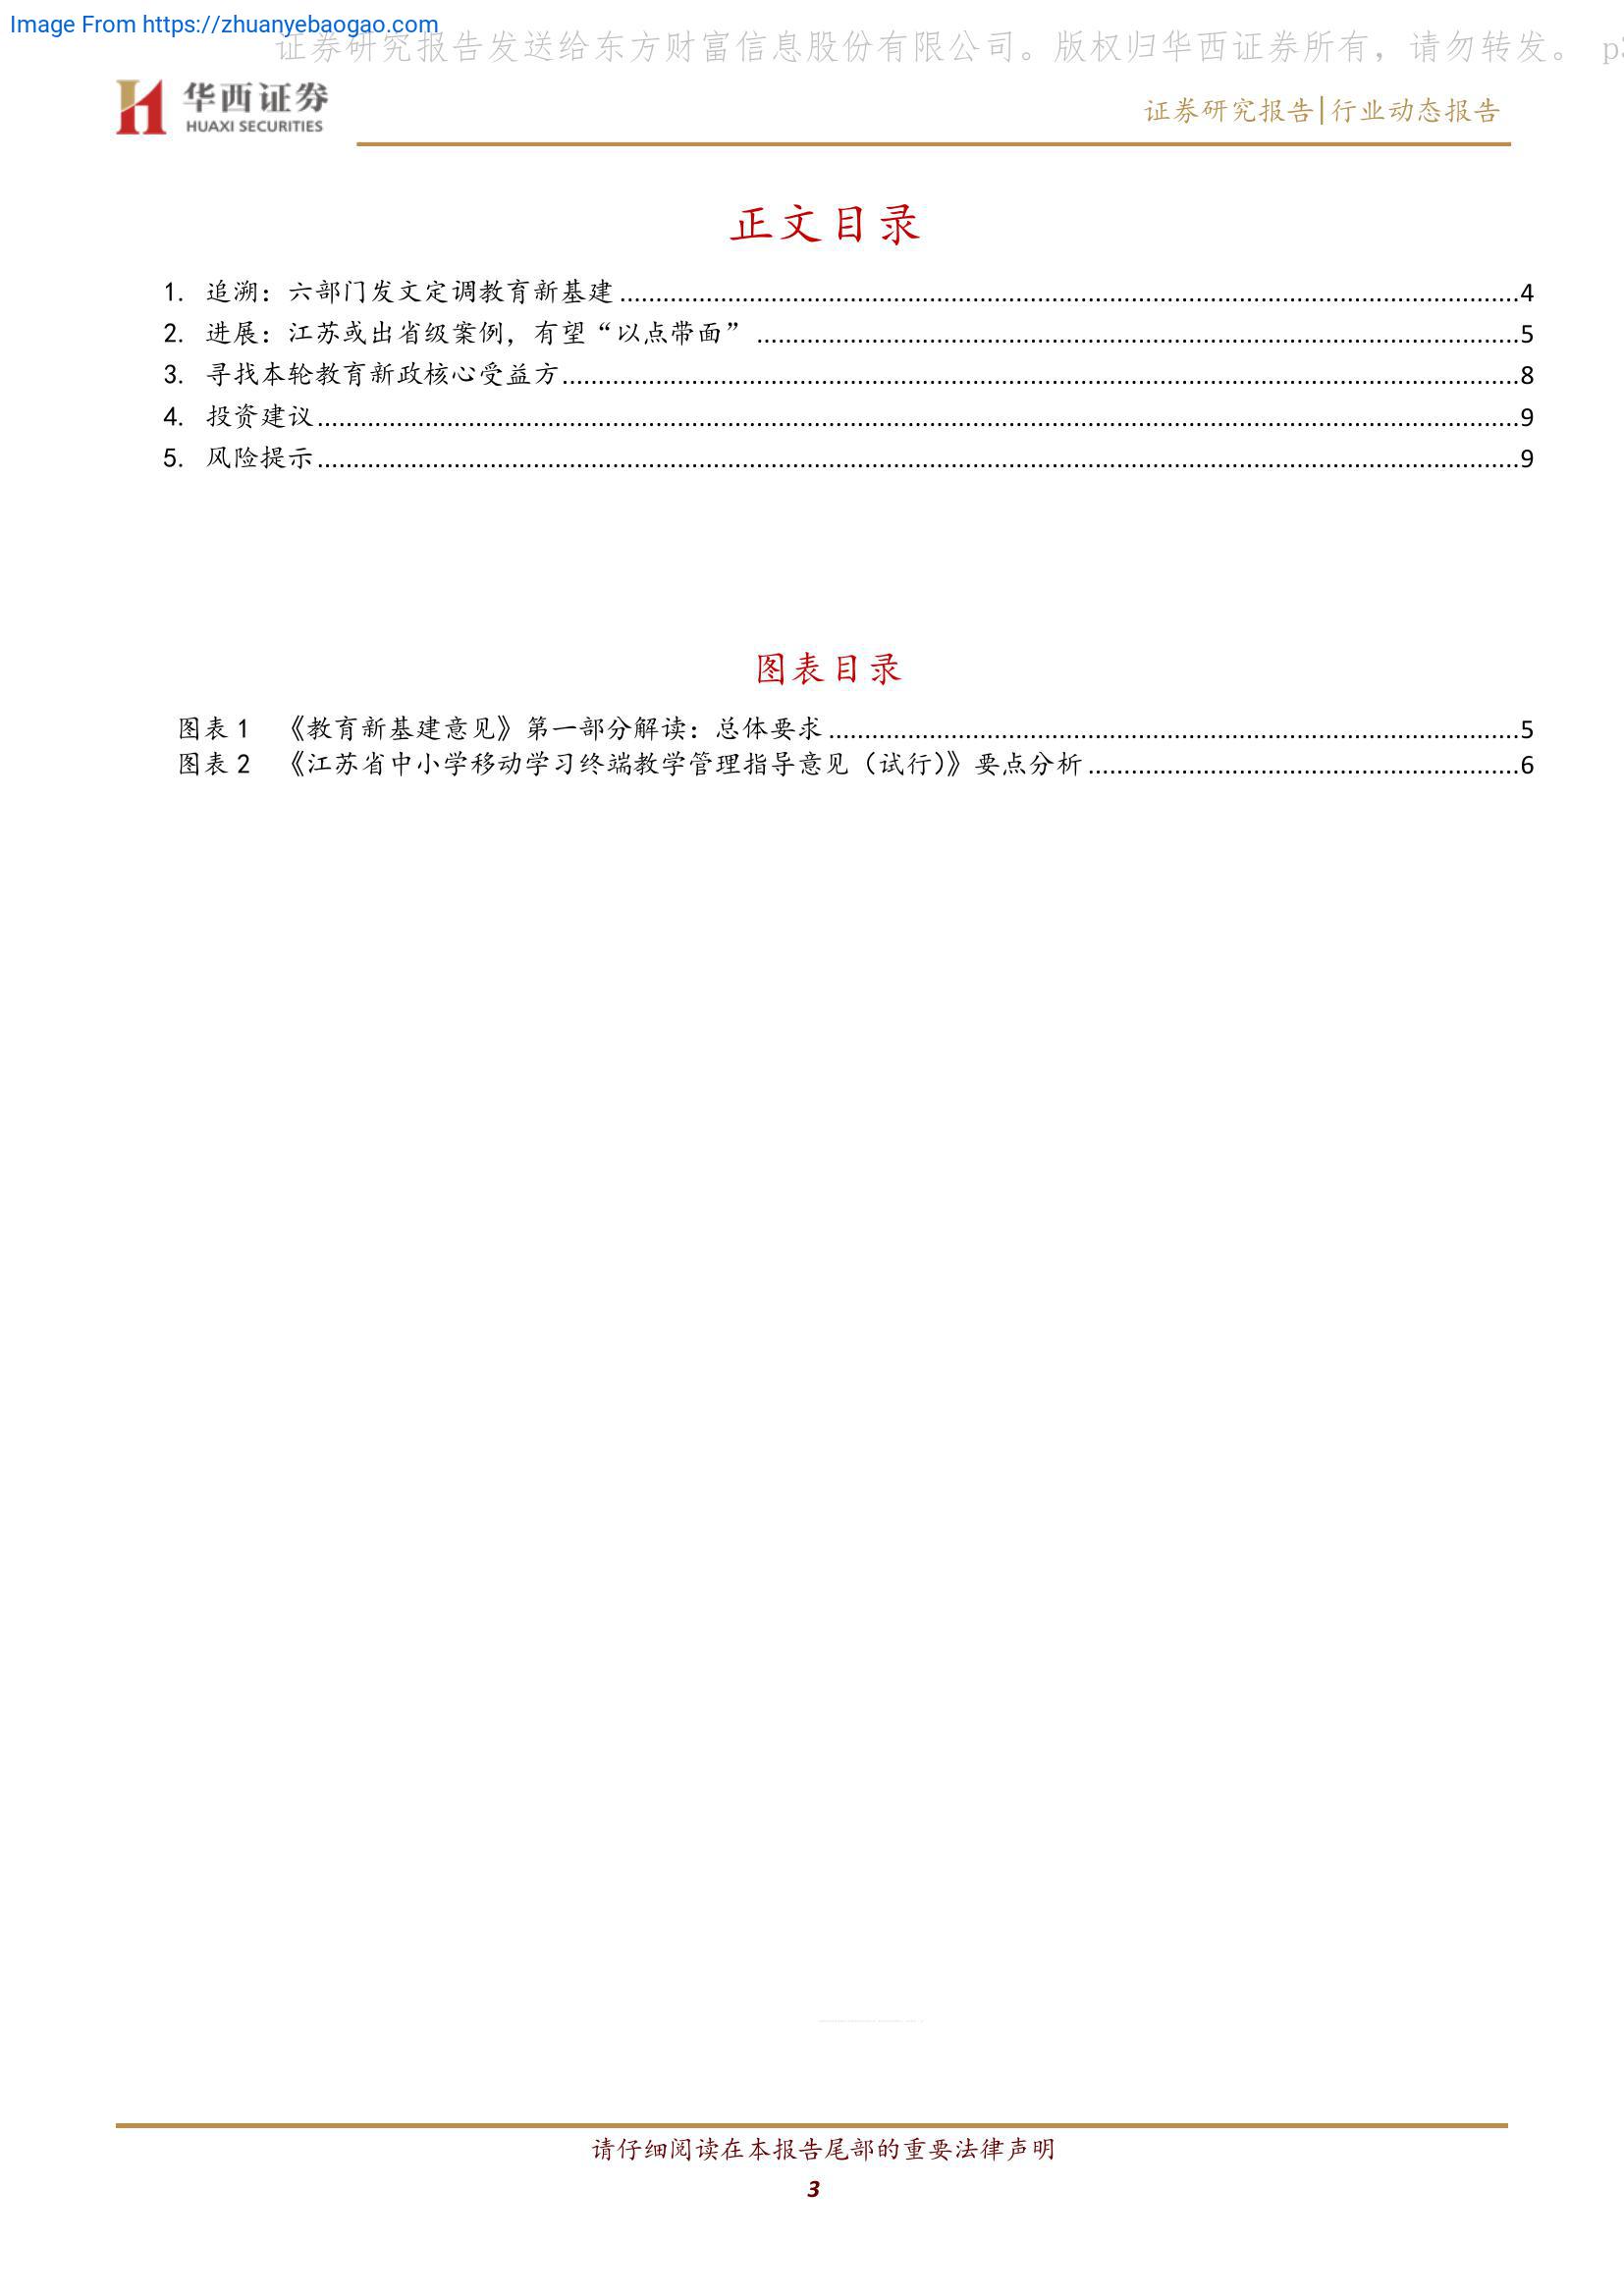 Image From https://zhuanyebaogao.com
证券研究报告发送给东方财富信息股份有限公司。版权归华西证券所有，请勿转发。 p
华西证券
HUAXI SECURITIES
证券研究报告|行业动态报告
正文目录
1. 追溯：六部门发文定调教育新基建........................................4
2. 进展：江苏或出省级案例，有望“以点带面” ........................................5
3. 寻找本轮教育新政核心受益方........................................8
4. 投资建议........................................9
5. 风险提示........................................9
图表目录
图表 1 《教育新基建意见》第一部分解读：总体要求........................................5
图表 2 《江苏省中小学移动学习终端教学管理指导意见（试行）》要点分析........................................6
请仔细阅读在本报告尾部的重要法律声明
3